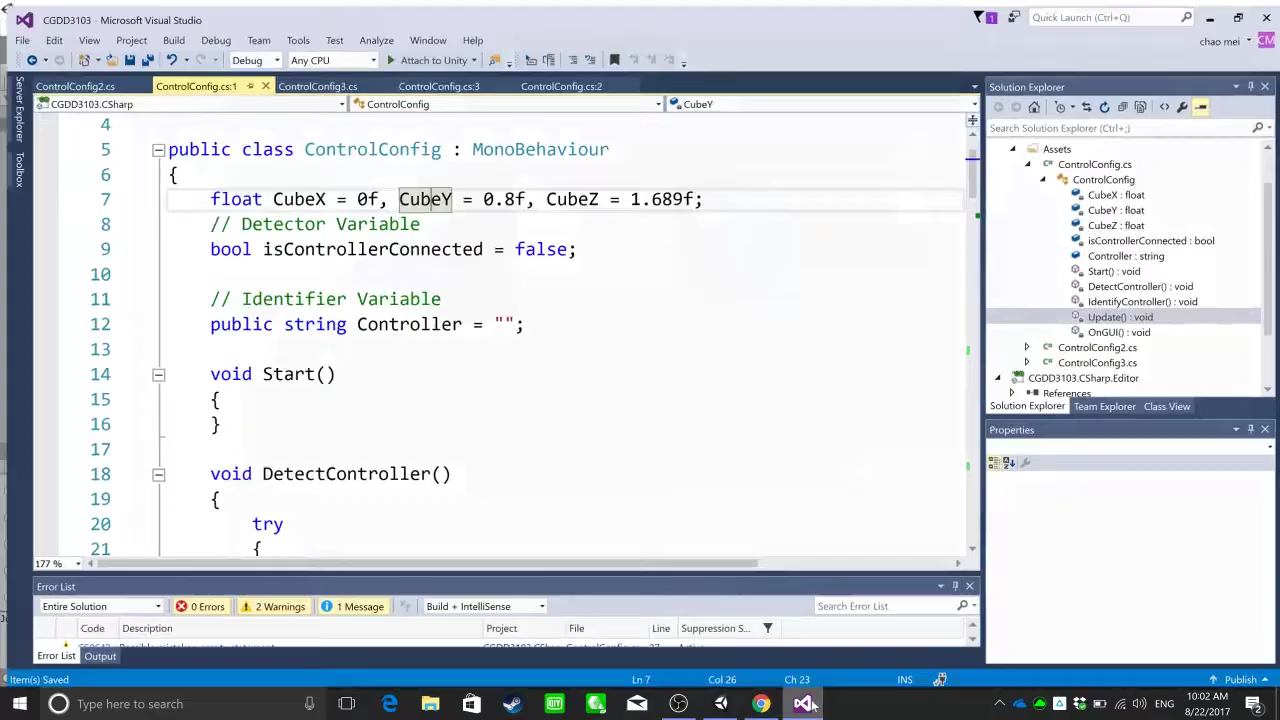 CGDD3103 - Microsoft Visual Studio
1
Quick Launch (Ctrl+Q)
File Edit View Project Build Debug Team Tools Test Analyze Window Help
chao mei
CM
Debug
Any CPU
Attach to Unity
Server Explorer
Toolbox
ControlConfig2.cs
ControlConfig.cs:1
ControlConfig3.cs
ControlConfig.cs:3
ControlConfig.cs:2
CGDD3103.CSharp
ControlConfig
CubeY
4
5 public class ControlConfig : MonoBehaviour
6 {
7 float CubeX = 0f, CubeY = 0.8f, CubeZ = 1.689f;
8 // Detector Variable
9 bool isControllerConnected = false;
10
11 // Identifier Variable
12 public string Controller = "";
13
14 void Start()
15 {
16 }
17
18 void DetectController()
19 {
20 try
21 {
177 %
Solution Explorer
Search Solution Explorer (Ctrl+;)
Assets
ControlConfig.cs
ControlConfig
CubeX : float
CubeY : float
CubeZ : float
isControllerConnected : bool
Controller : string
Start() : void
DetectController() : void
IdentifyController() : void
Update() : void
OnGUI() : void
ControlConfig2.cs
ControlConfig3.cs
CGDD3103.CSharp.Editor
References
Solution Explorer Team Explorer Class View
Properties
Error List
Entire Solution
0 Errors
2 Warnings
1 Message
Build + IntelliSense
Search Error List
Code Description Project File Line Suppression S...
Error List Output
Item(s) Saved
Ln 7 Col 26 Ch 23 INS
Publish
Type here to search
ENG
10:02 AM
8/22/2017